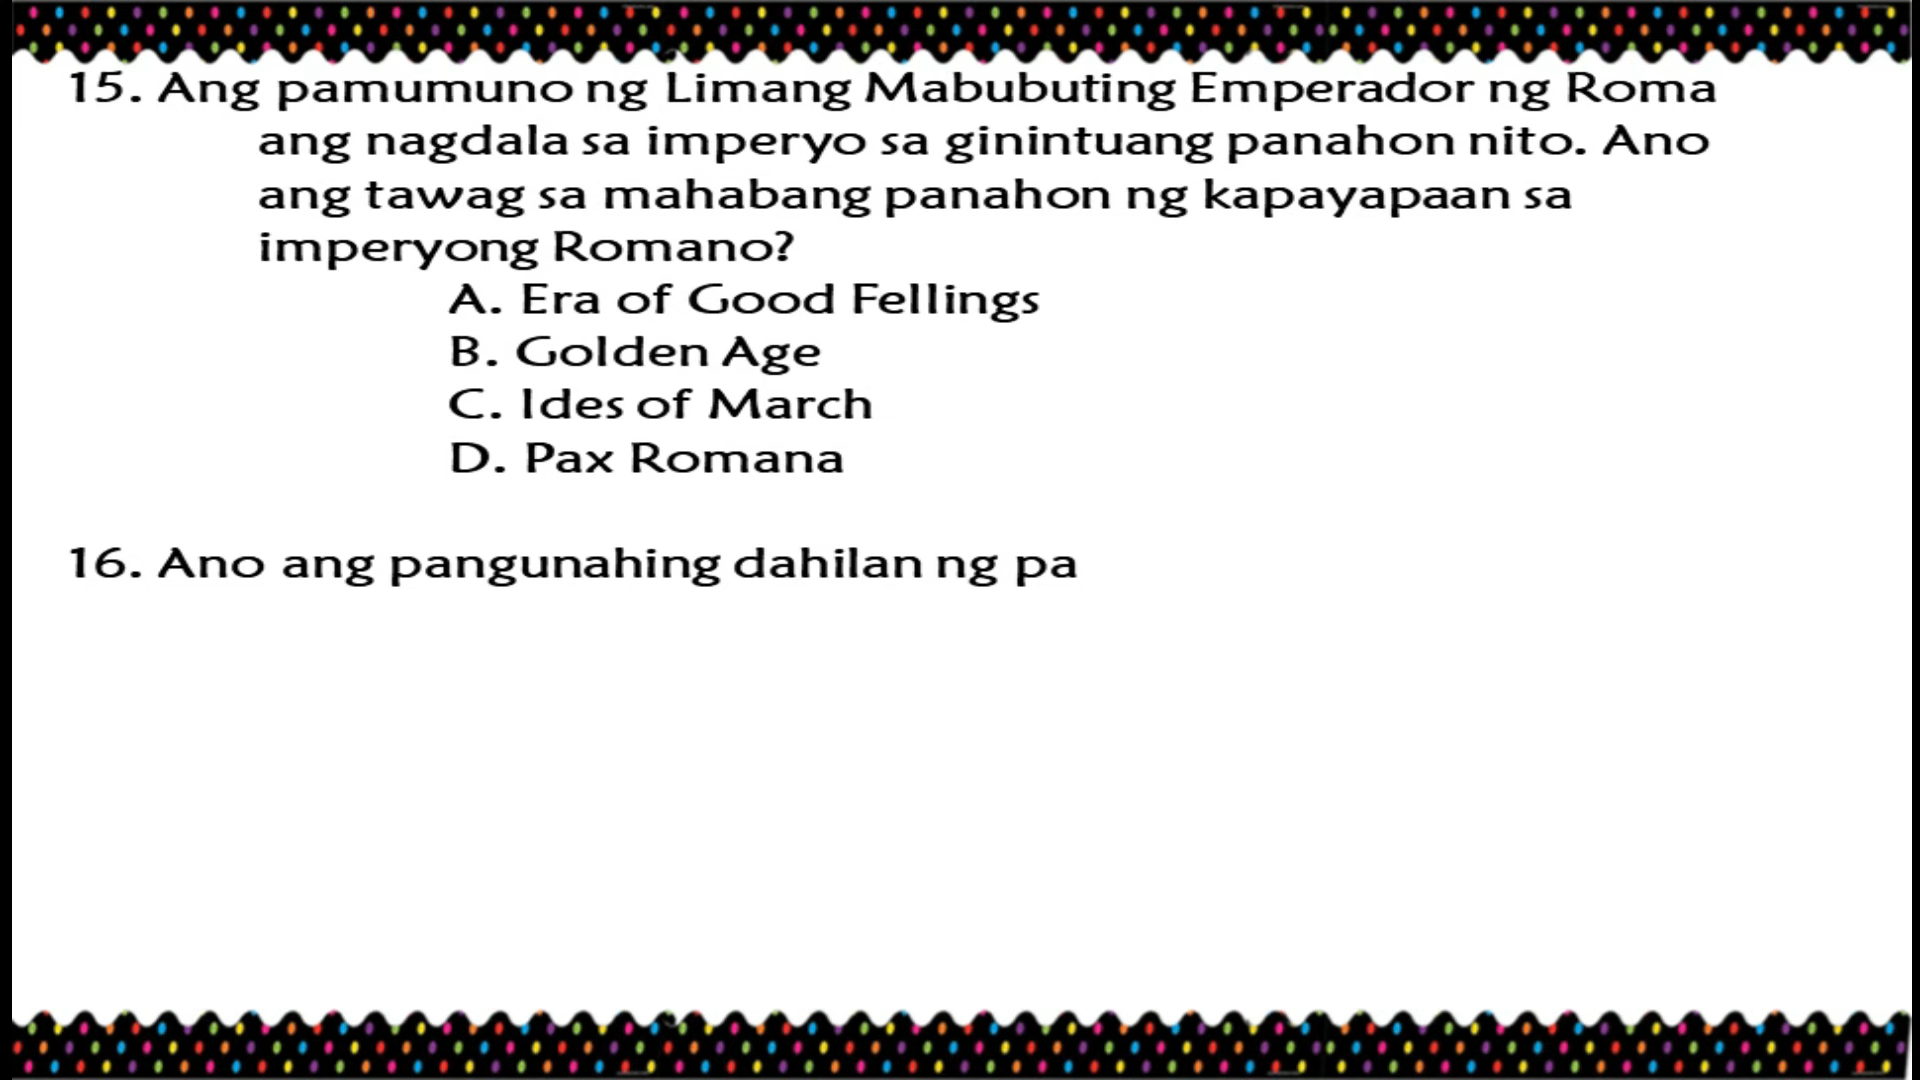 15. Ang pamumuno ng Limang Mabubuting Emperador ng Roma
ang nagdala sa imperyo sa ginintuang panahon nito. Ano
ang tawag sa mahabang panahon ng kapayapaan sa
imperyong Romano?
A. Era of Good Fellings
B. Golden Age
C. Ides of March
D. Pax Romana
16. Ano ang pangunahing dahilan ng pa